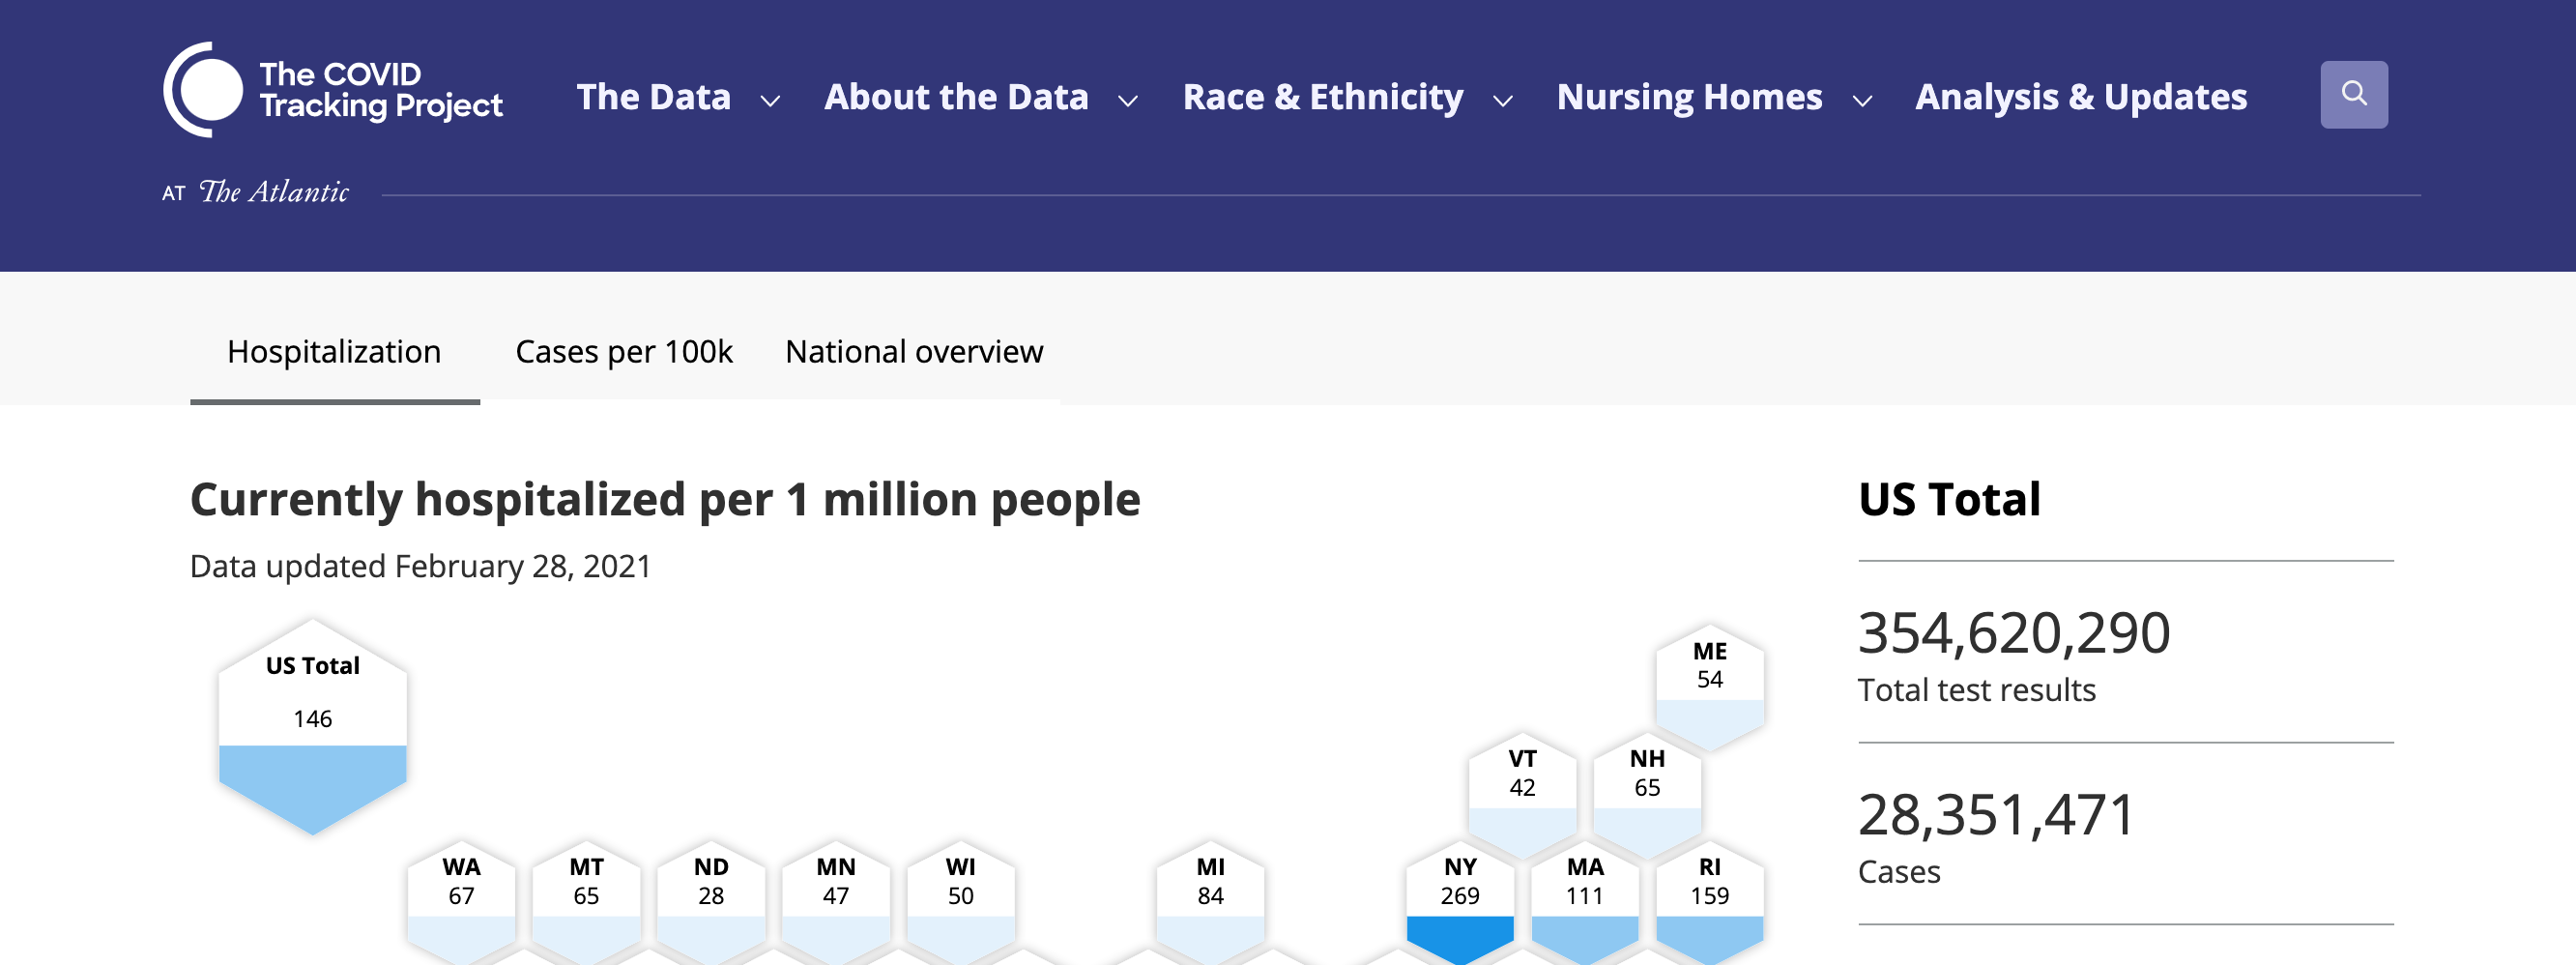 The COVID
Tracking Project
The Data
About the Data
Race & Ethnicity
Nursing Homes
Analysis & Updates
AT The Atlantic
Hospitalization
Cases per 100k
National overview
Currently hospitalized per 1 million people
Data updated February 28, 2021
US Total
146
ME
54
VT
42
NH
65
WA
67
MT
65
ND
28
MN
47
WI
50
MI
84
NY
269
MA
111
RI
159
US Total
354,620,290
Total test results
28,351,471
Cases